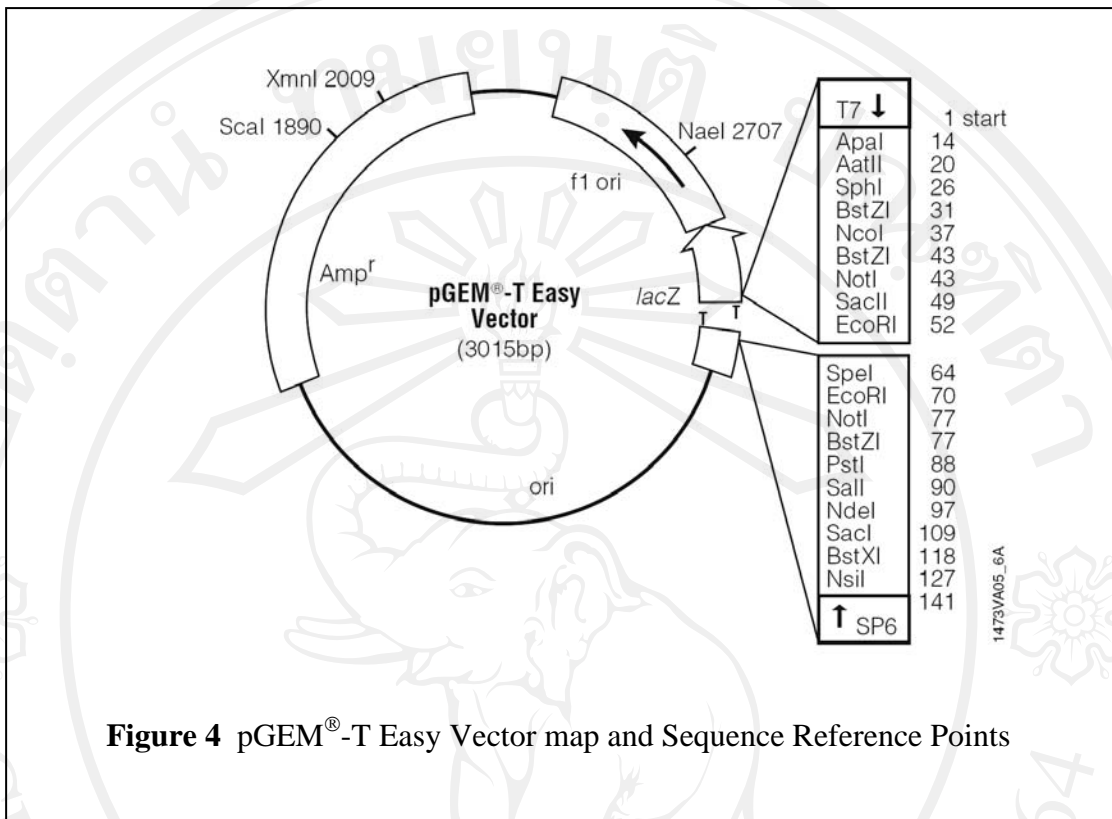 XmnI 2009
ScaI 1890
NaeI 2707
f1 ori
Ampʳ
pGEM®-T Easy
Vector
(3015bp)
lacZ
T T
ori
T7 ↓
1 start
ApaI 14
AatII 20
SphI 26
BstZI 31
NcoI 37
BstZI 43
NotI 43
SacII 49
EcoRI 52
SpeI 64
EcoRI 70
NotI 77
BstZI 77
PstI 88
SalI 90
NdeI 97
SacI 109
BstXI 118
NsiI 127
141
↑ SP6
1473VA05_6A
Figure 4 pGEM®-T Easy Vector map and Sequence Reference Points